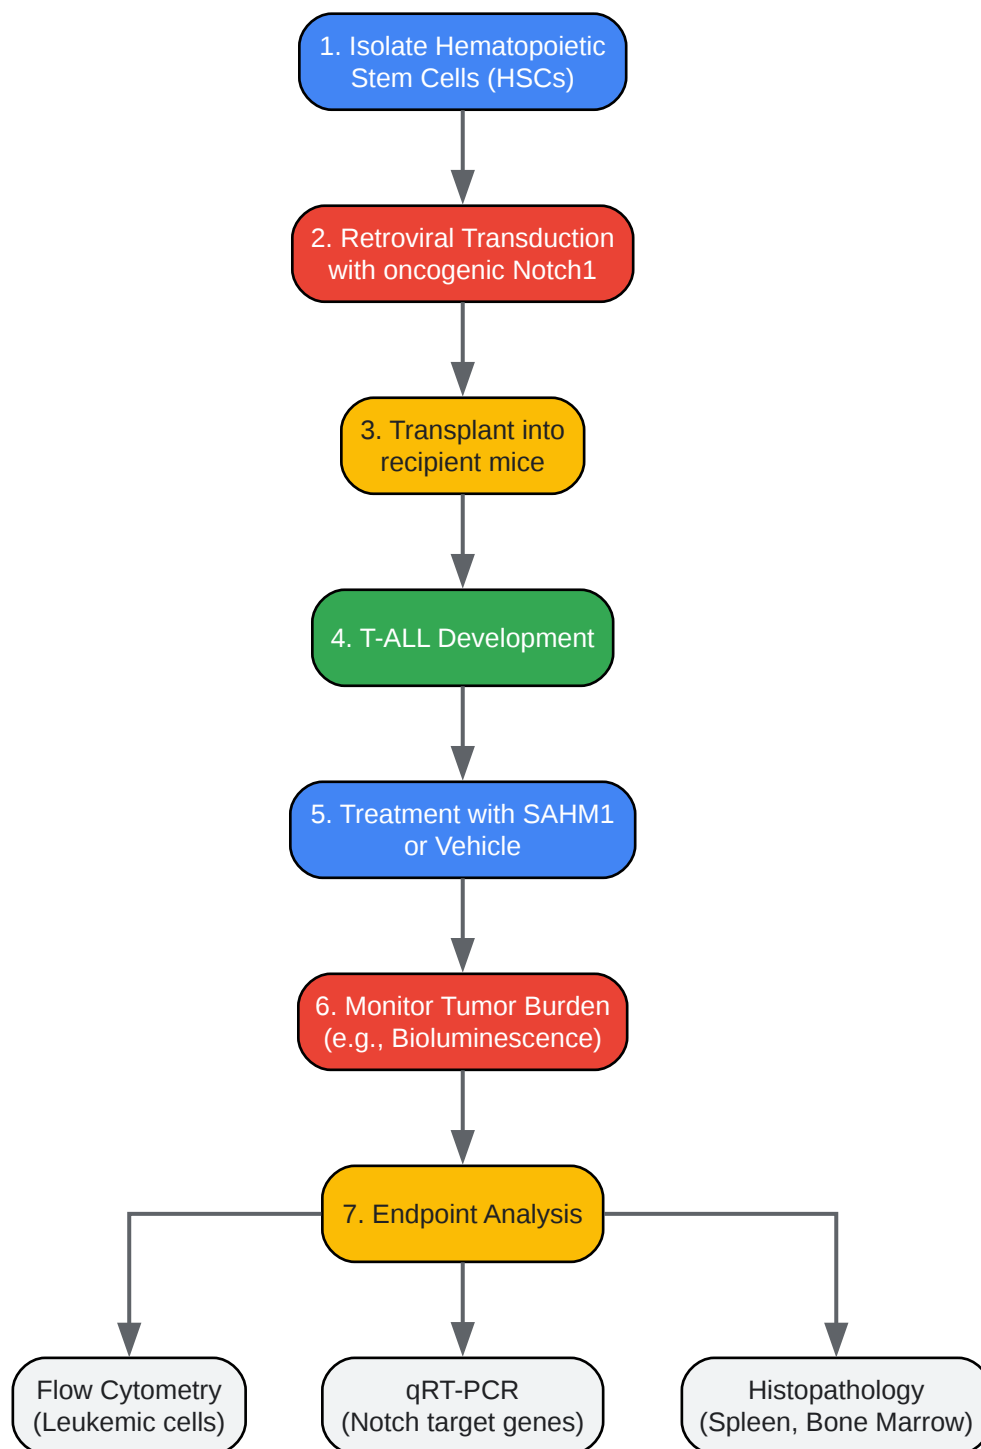 1. Isolate Hematopoietic
Stem Cells (HSCs)
2. Retroviral Transduction
with oncogenic Notch1
3. Transplant into
recipient mice
4. T-ALL Development
5. Treatment with SAHM1
or Vehicle
6. Monitor Tumor Burden
(e.g., Bioluminescence)
7. Endpoint Analysis
Flow Cytometry
(Leukemic cells)
qRT-PCR
(Notch target genes)
Histopathology
(Spleen, Bone Marrow)